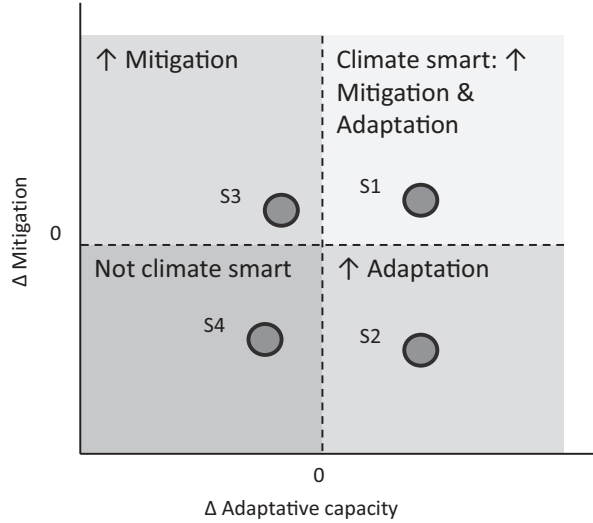 ↑ Mitigation
Climate smart: ↑
Mitigation &
Adaptation
S3
S1
Δ Mitigation
0
Not climate smart
↑ Adaptation
S4
S2
0
Δ Adaptative capacity